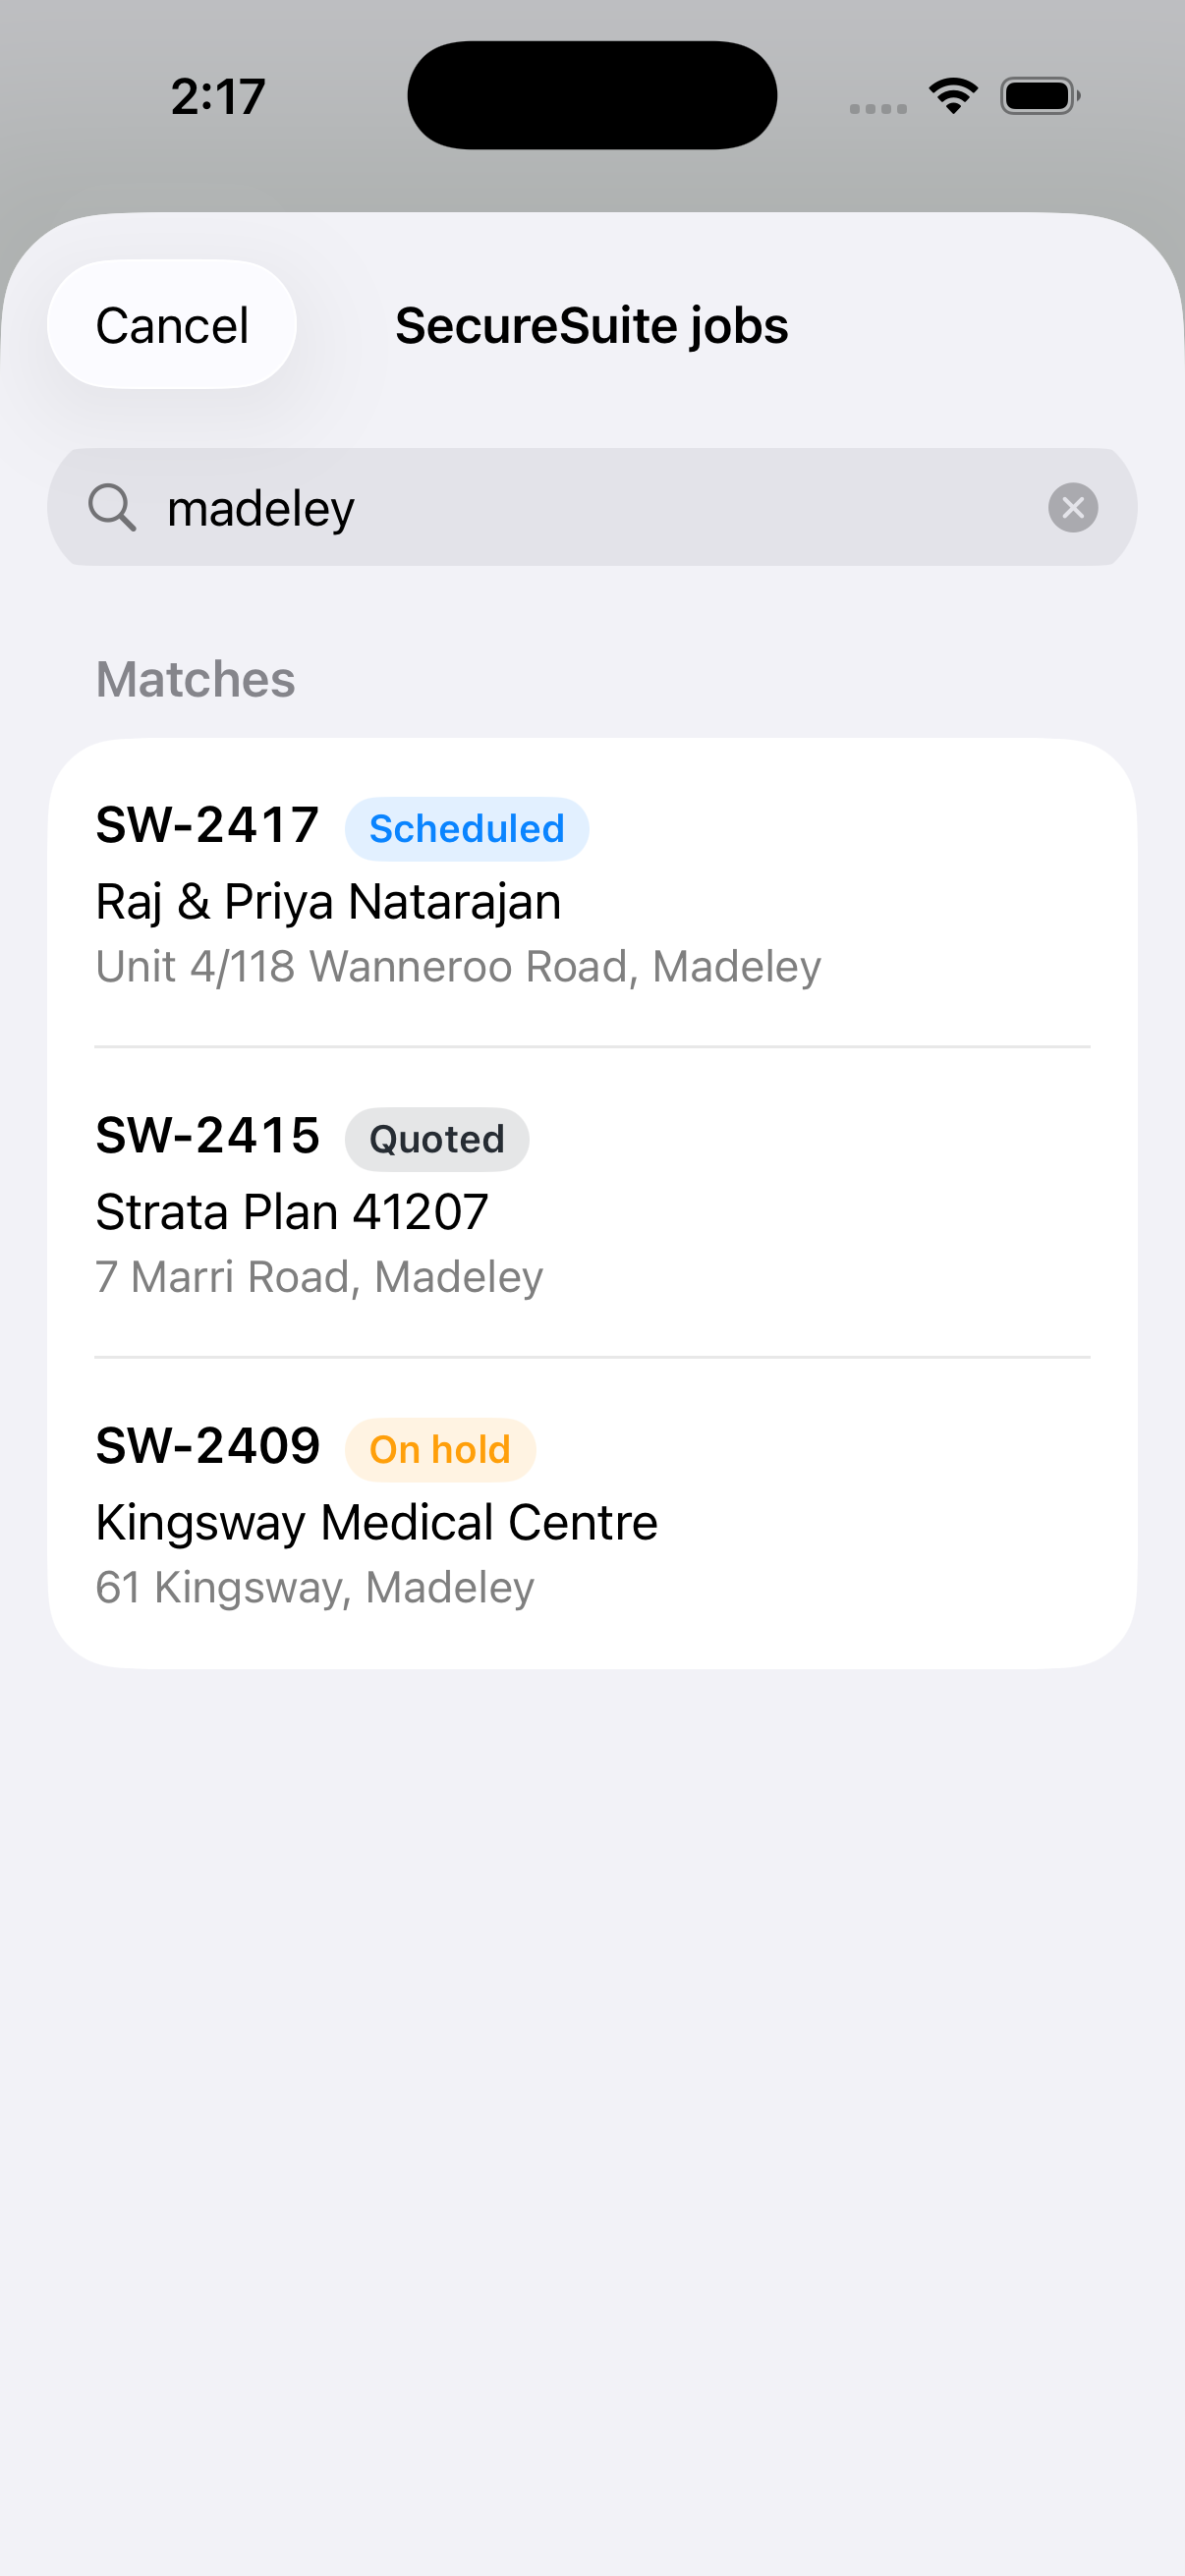 2:17
Cancel
SecureSuite jobs
madeley
Matches
SW-2417 Scheduled
Raj & Priya Natarajan
Unit 4/118 Wanneroo Road, Madeley
SW-2415 Quoted
Strata Plan 41207
7 Marri Road, Madeley
SW-2409 On hold
Kingsway Medical Centre
61 Kingsway, Madeley